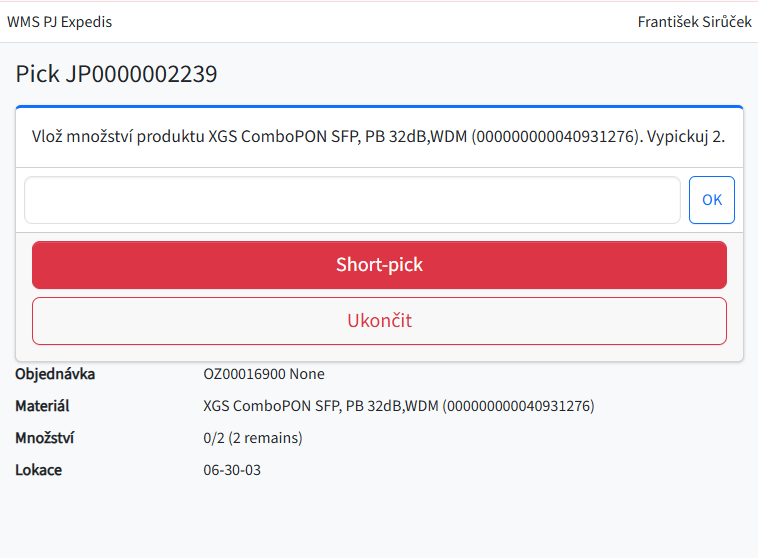 WMS PJ Expedis František Sirůček
Pick JP0000002239
Vlož množství produktu XGS ComboPON SFP, PB 32dB,WDM (000000000040931276). Vypickuj 2.
OK
Short-pick
Ukončit
Objednávka OZ00016900 None
Materiál XGS ComboPON SFP, PB 32dB,WDM (000000000040931276)
Množství 0/2 (2 remains)
Lokace 06-30-03